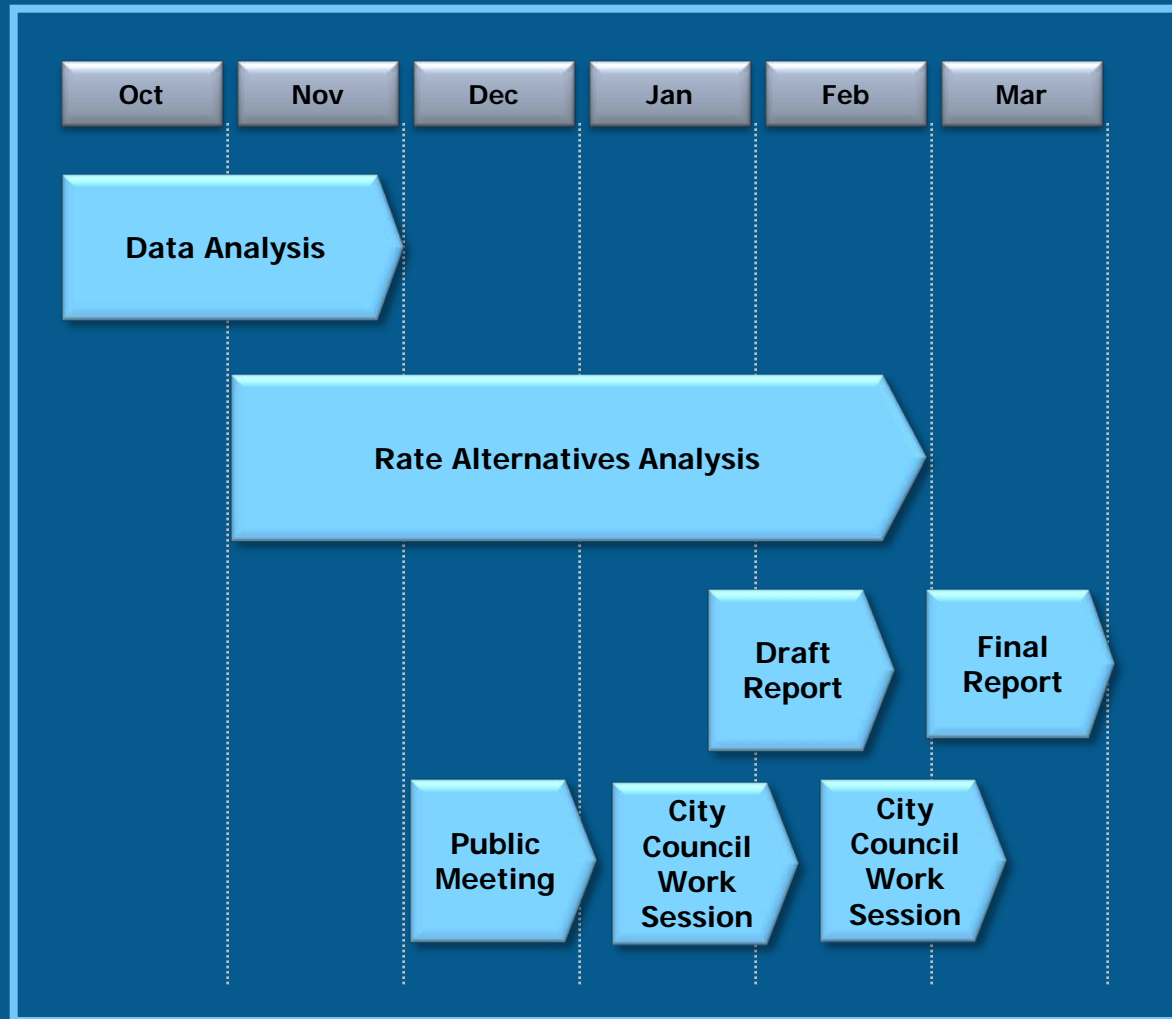 Oct
Nov
Dec
Jan
Feb
Mar
Data Analysis
Rate Alternatives Analysis
Draft
Report
Final
Report
Public
Meeting
City
Council
Work
Session
City
Council
Work
Session